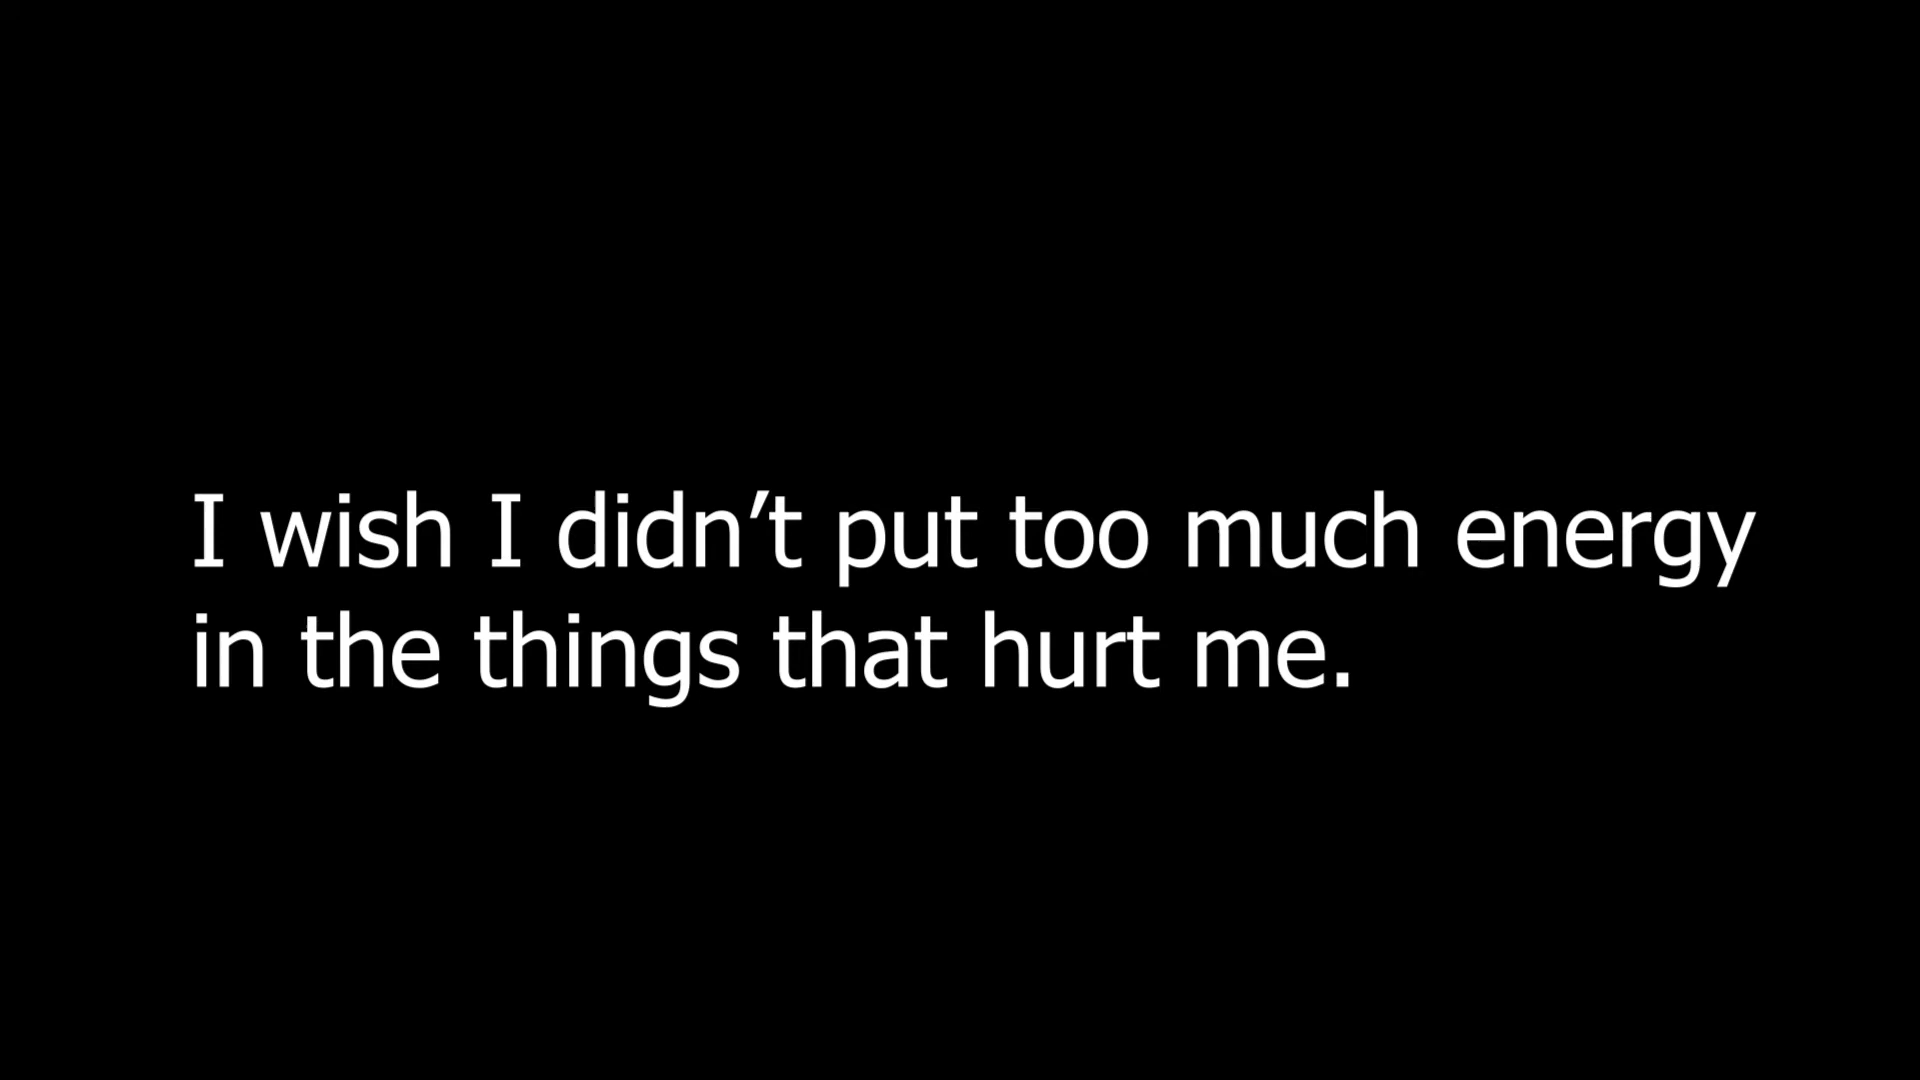 I wish I didn’t put too much energy
in the things that hurt me.